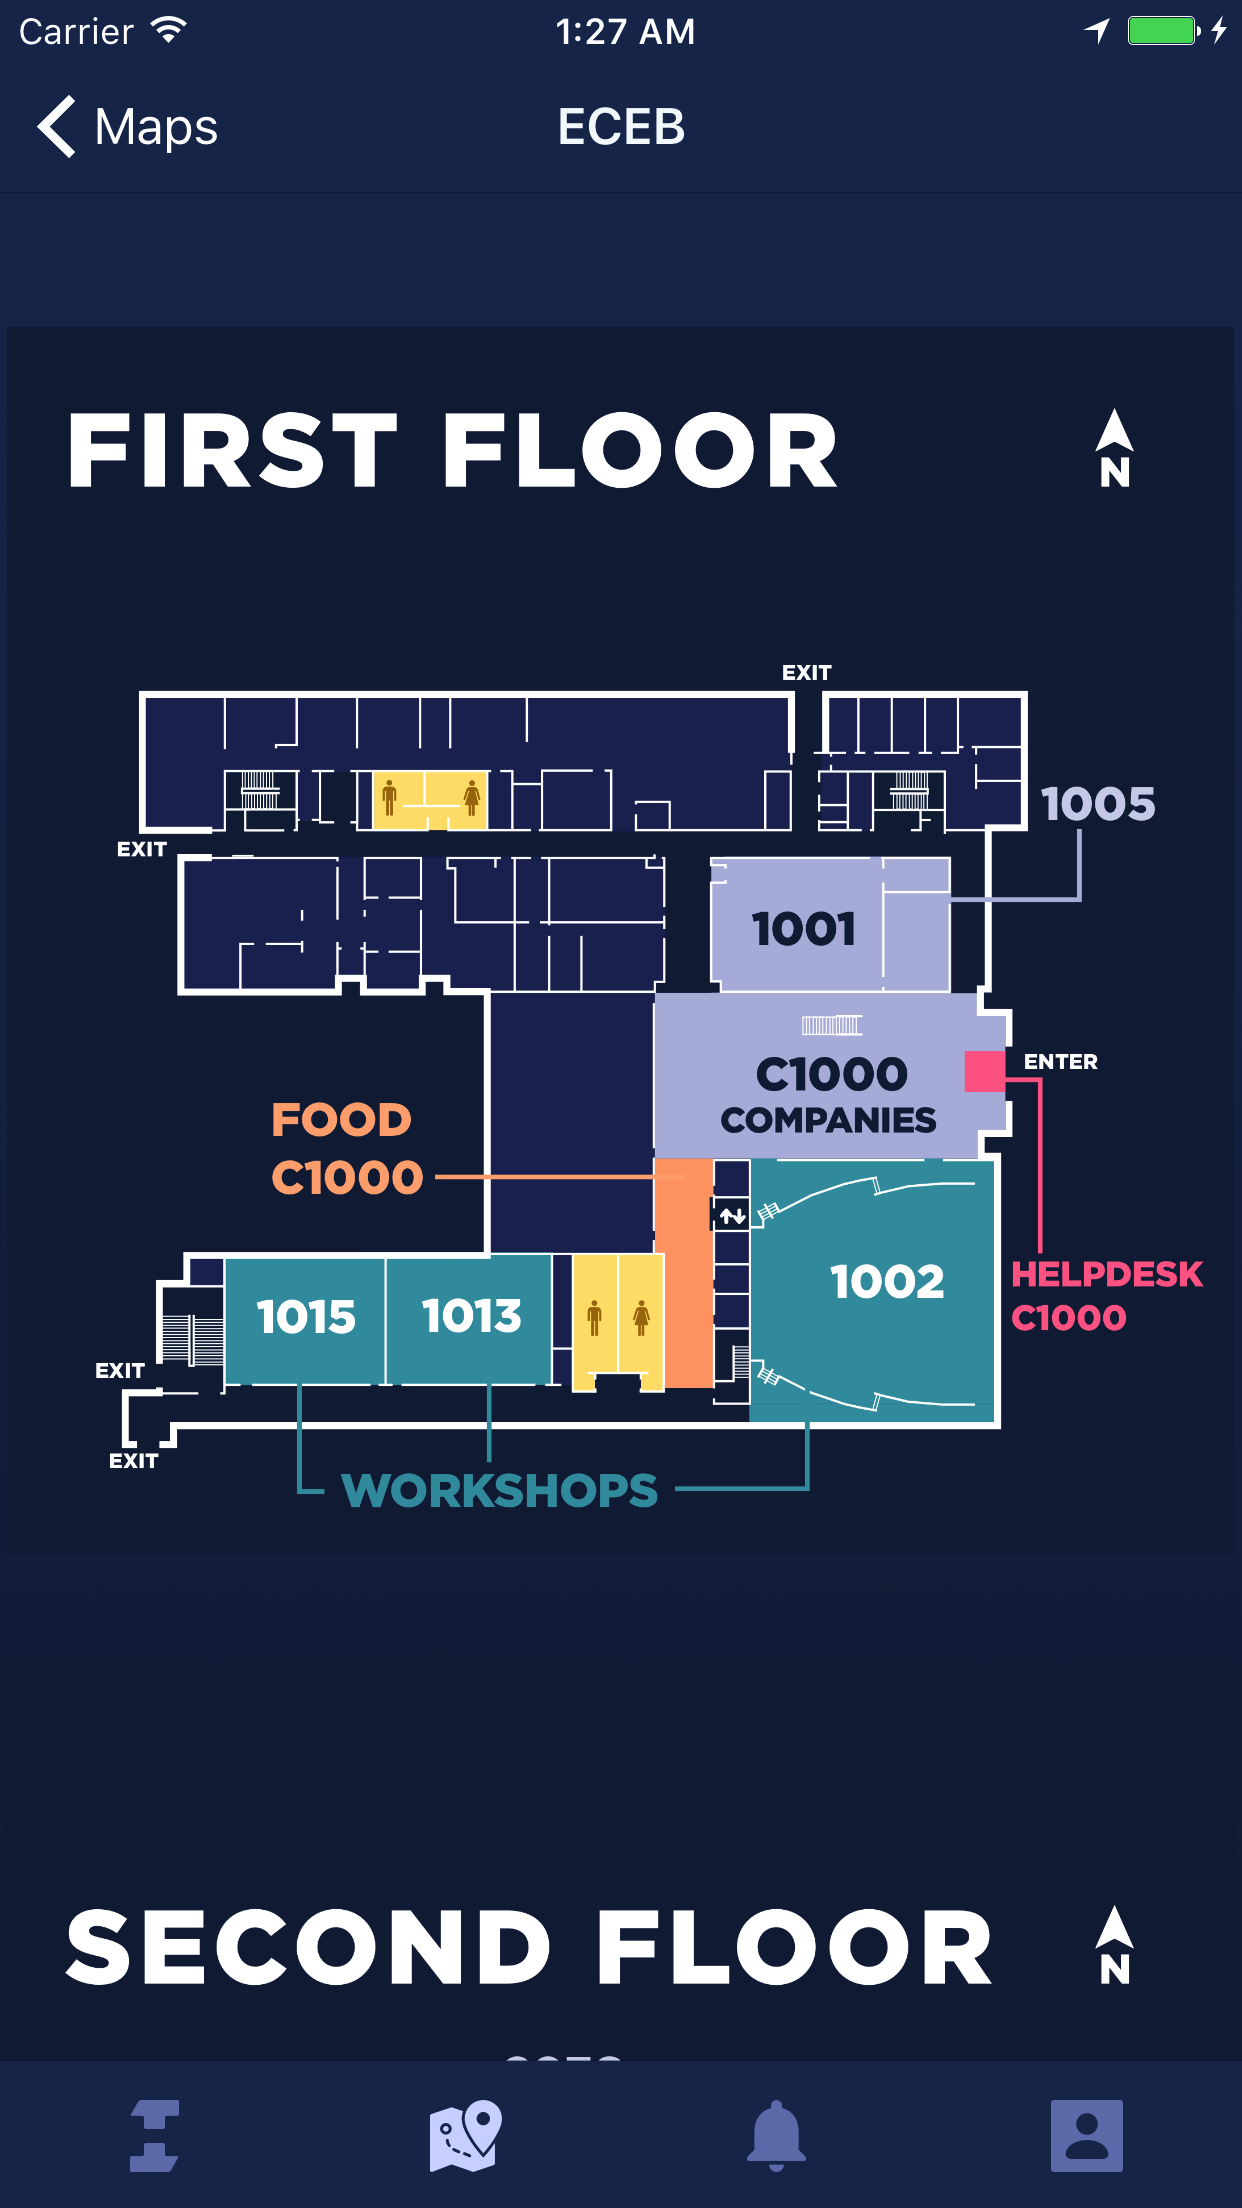 Carrier
1:27 AM
Maps
ECEB
FIRST FLOOR
N
EXIT
1005
EXIT
1001
C1000
COMPANIES
ENTER
FOOD
C1000
1002
HELPDESK
C1000
1015
1013
EXIT
EXIT
WORKSHOPS
SECOND FLOOR
N